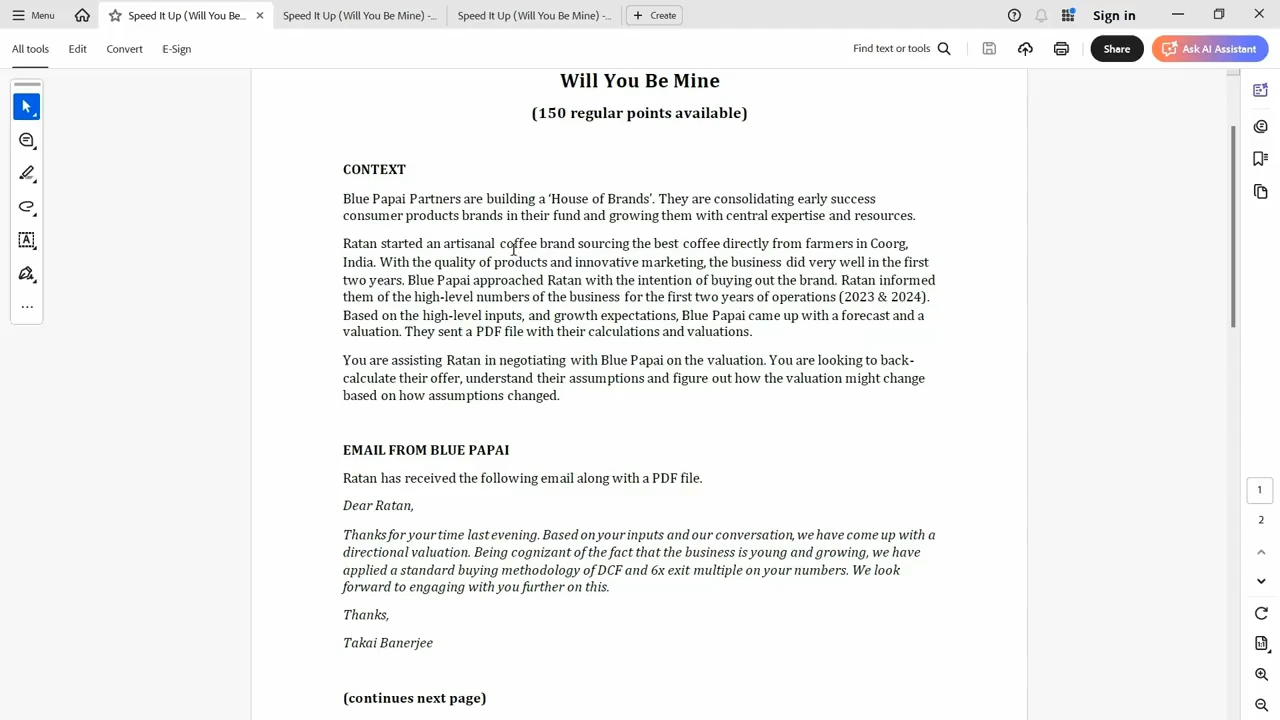 Menu
Speed It Up (Will You Be...
Speed It Up (Will You Be Mine) -...
Speed It Up (Will You Be Mine) -...
Create
Sign in
All tools
Edit
Convert
E-Sign
Find text or tools
Share
Ask AI Assistant
Will You Be Mine
(150 regular points available)
CONTEXT
Blue Papai Partners are building a ‘House of Brands’. They are consolidating early success
consumer products brands in their fund and growing them with central expertise and resources.
Ratan started an artisanal coffee brand sourcing the best coffee directly from farmers in Coorg,
India. With the quality of products and innovative marketing, the business did very well in the first
two years. Blue Papai approached Ratan with the intention of buying out the brand. Ratan informed
them of the high-level numbers of the business for the first two years of operations (2023 & 2024).
Based on the high-level inputs, and growth expectations, Blue Papai came up with a forecast and a
valuation. They sent a PDF file with their calculations and valuations.
You are assisting Ratan in negotiating with Blue Papai on the valuation. You are looking to back-
calculate their offer, understand their assumptions and figure out how the valuation might change
based on how assumptions changed.
EMAIL FROM BLUE PAPAI
Ratan has received the following email along with a PDF file.
Dear Ratan,
Thanks for your time last evening. Based on your inputs and our conversation, we have come up with a
directional valuation. Being cognizant of the fact that the business is young and growing, we have
applied a standard buying methodology of DCF and 6x exit multiple on your numbers. We look
forward to engaging with you further on this.
Thanks,
Takai Banerjee
(continues next page)
1
2